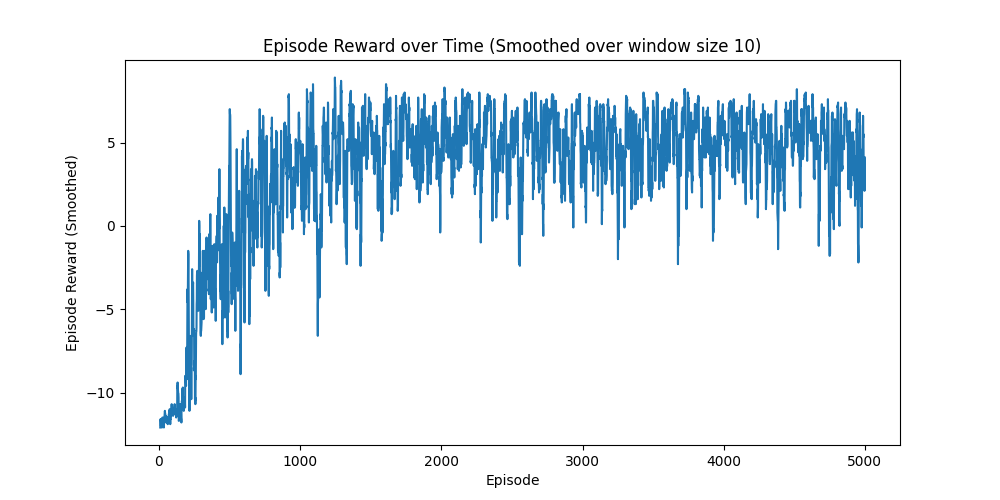 Episode Reward over Time (Smoothed over window size 10)
Episode Reward (Smoothed)
5
0
−5
−10
0 1000 2000 3000 4000 5000
Episode